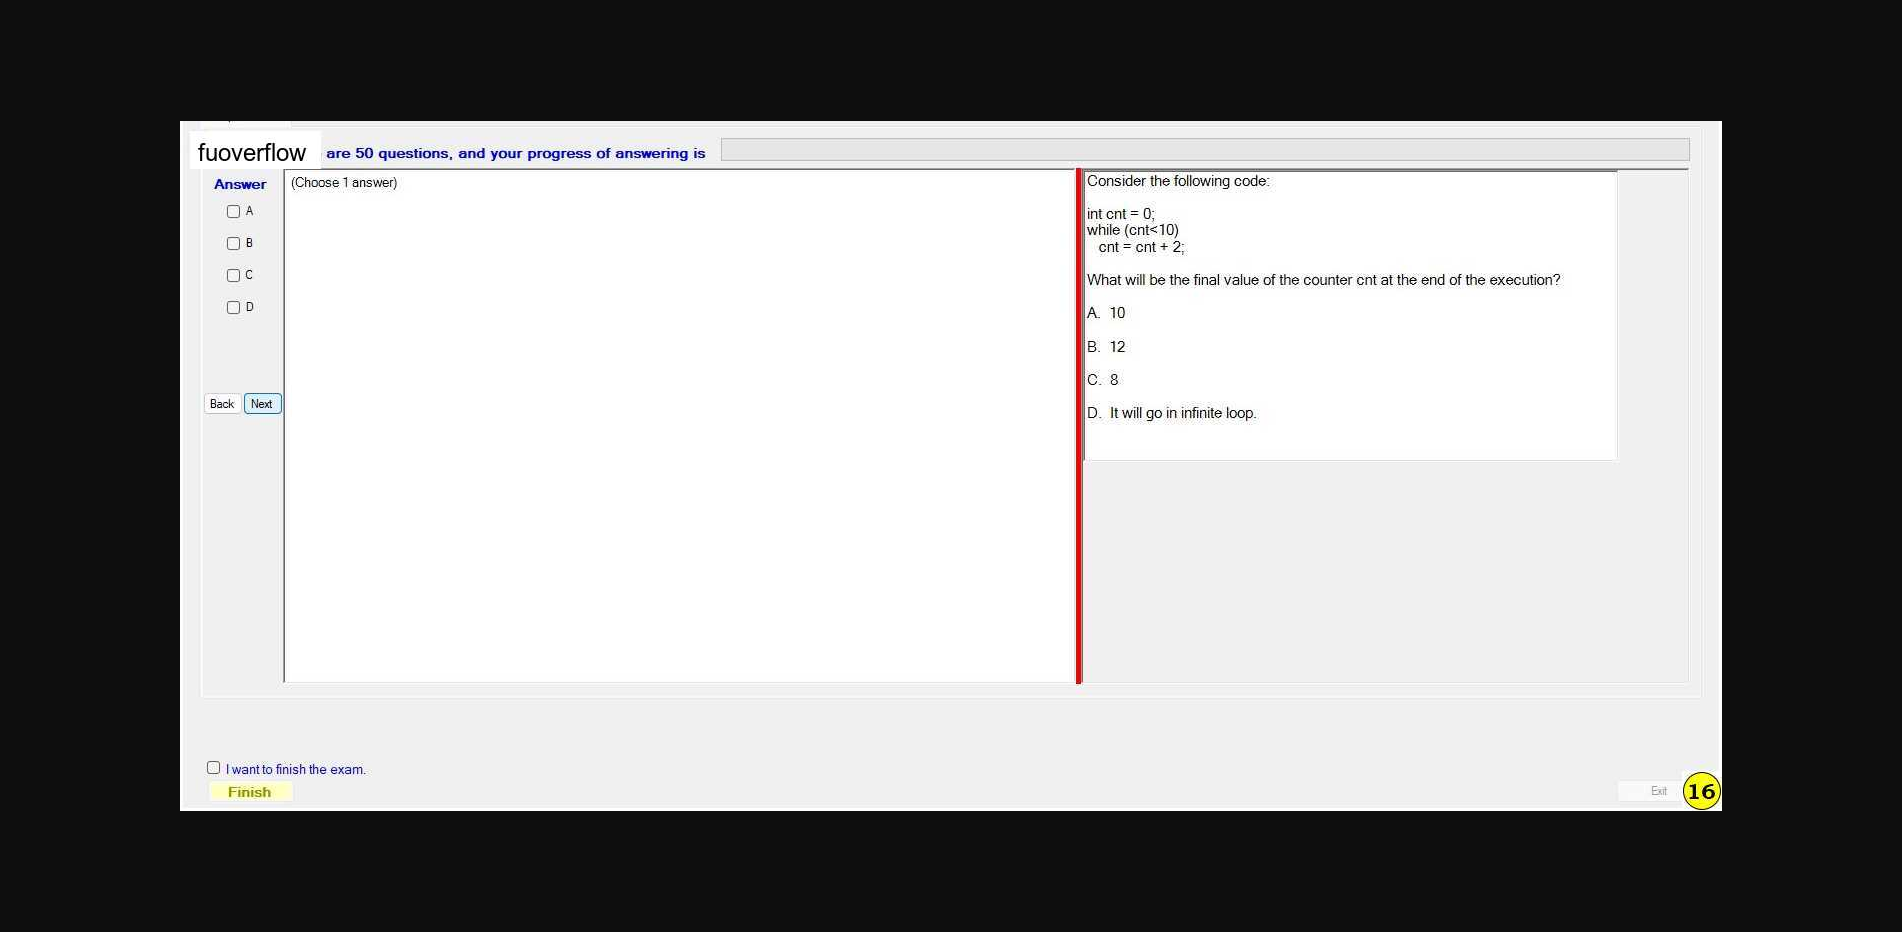 fuoverflow are 50 questions, and your progress of answering is
Answer
A
B
C
D
Back Next
(Choose 1 answer)
Consider the following code:
int cnt = 0;
while (cnt<10)
cnt = cnt + 2;
What will be the final value of the counter cnt at the end of the execution?
A. 10
B. 12
C. 8
D. It will go in infinite loop.
I want to finish the exam.
Finish
Exit
16